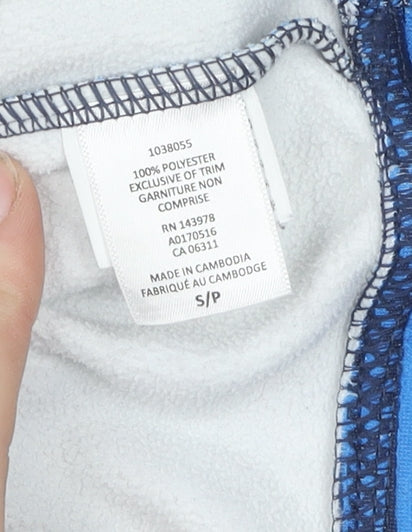 1038055
100% POLYESTER
EXCLUSIVE OF TRIM
GARNITURE NON
COMPRISE
RN 143978
A0170516
CA 06311
MADE IN CAMBODIA
FABRIQUÉ AU CAMBODGE
S/P